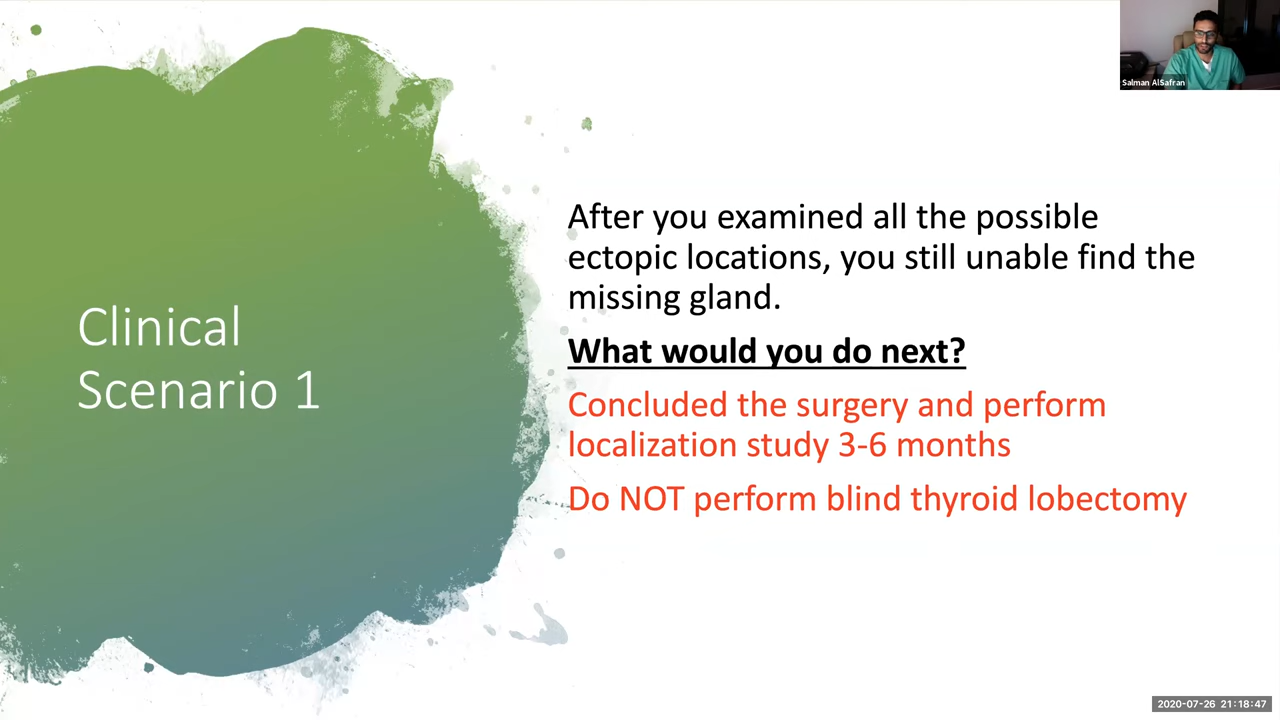 Clinical
Scenario 1
After you examined all the possible
ectopic locations, you still unable find the
missing gland.
What would you do next?
Concluded the surgery and perform
localization study 3-6 months
Do NOT perform blind thyroid lobectomy
Salman AlSafran
2020-07-26 21:18:47